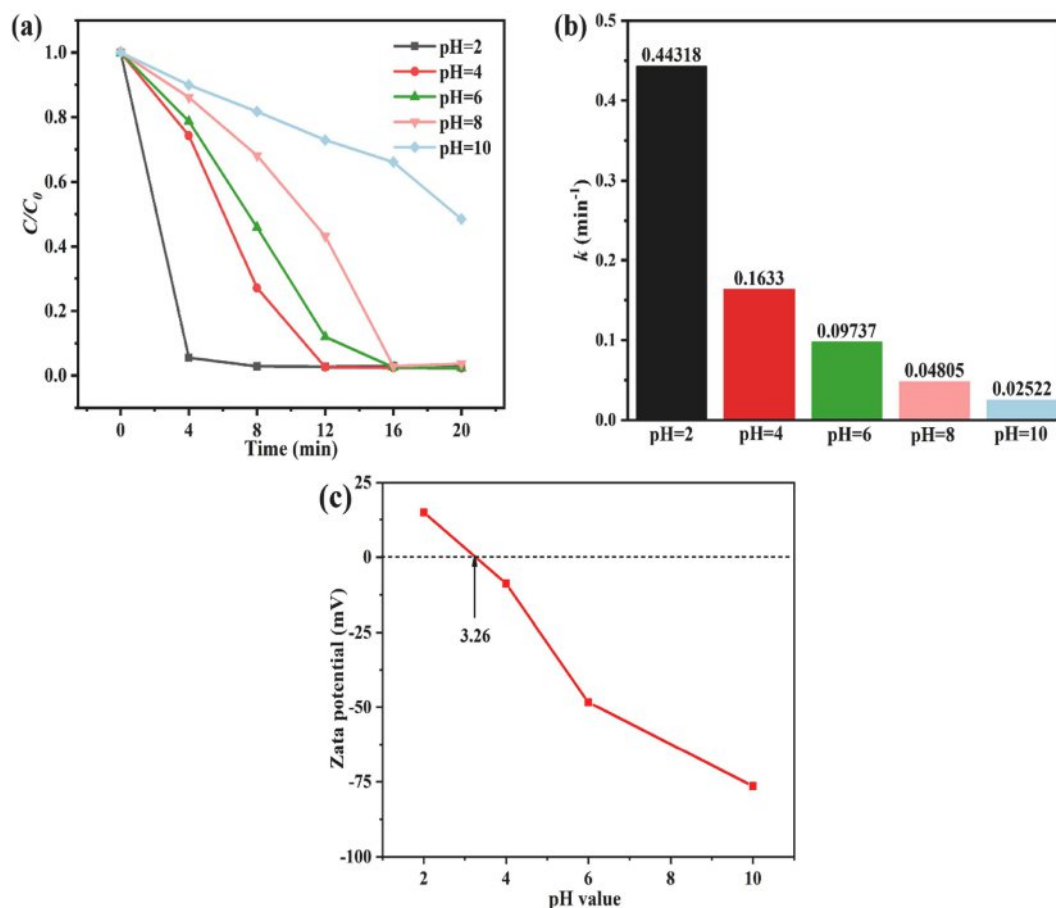 (a)
1.0
0.8
0.6
0.4
0.2
0.0
C/C0
0
4
8
12
16
20
Time (min)
pH=2
pH=4
pH=6
pH=8
pH=10
(b)
0.5
0.4
0.3
0.2
0.1
0.0
k (min-1)
0.44318
0.1633
0.09737
0.04805
0.02522
pH=2
pH=4
pH=6
pH=8
pH=10
(c)
25
0
-25
-50
-75
-100
Zata potential (mV)
3.26
2
4
6
8
10
pH value